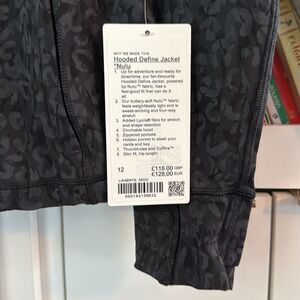 WHY WE MADE THIS
Hooded Define Jacket
*Nulu
1. Up for adventure and ready for
downtime, our fan-favourite
Hooded Define Jacket, powered
by Nulu™ fabric, has a
feel-good fit that can do it
all
2. Our buttery-soft Nulu™ fabric
feels weightlessly light and is
sweat-wicking and four-way
stretch
3. Added Lycra® fibre for stretch
and shape retention
4. Cinchable hood
5. Zippered pockets
6. Hidden pocket to stash your
cards and key
7. Thumbholes and Cuffins™
8. Slim fit, hip length
12
£118.00 GBP
€128.00 EUR